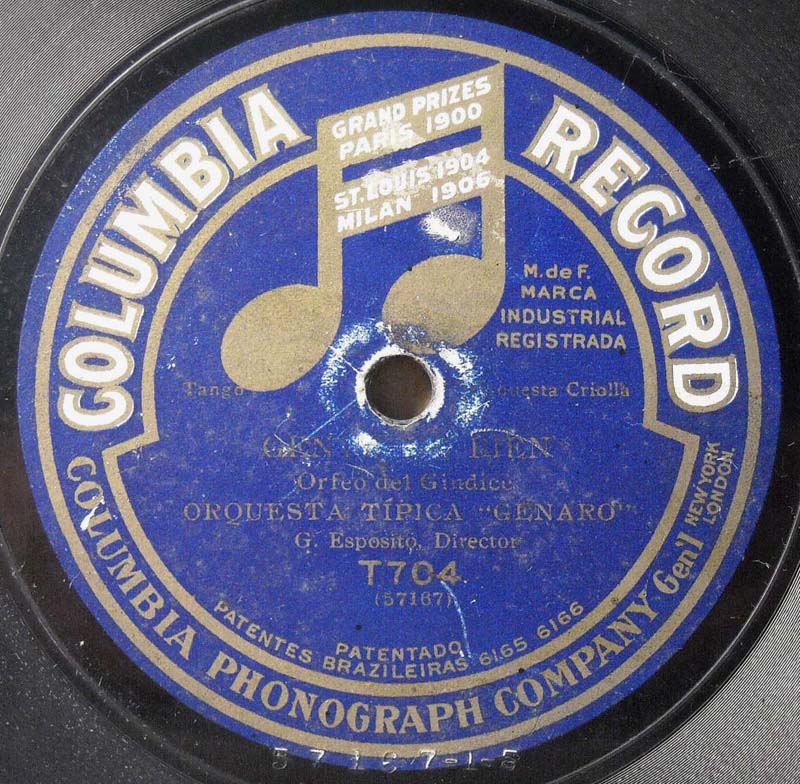 COLUMBIA RECORD
GRAND PRIZES
PARIS 1900
ST. LOUIS 1904
MILAN 1906
M. de F.
MARCA
INDUSTRIAL
REGISTRADA
Tango Criolla
Orfeo del Giudice
ORQUESTA TÍPICA "GENARO"
G. Esposito, Director
T704
(57167)
PATENTADO
PATENTES BRAZILEIRAS 6165 6166
COLUMBIA PHONOGRAPH COMPANY Gen'l NEW YORK
LONDON.
57167-1-